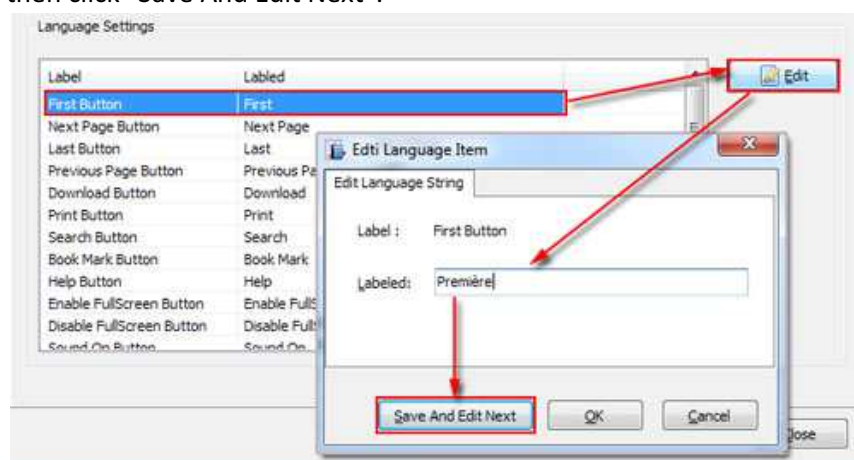 then click "Save And Edit Next".
Language Settings
Label Labled
Edit
First Button First
Next Page Button Next Page
Last Button Last
Previous Page Button Previous Pa
Download Button Download
Print Button Print
Search Button Search
Book Mark Button Book Mark
Help Button Help
Enable FullScreen Button Enable FullS
Disable FullScreen Button Disable Full
Sound On Button Sound On
Edti Language Item
Edit Language String
Label : First Button
Labeled: Première
Save And Edit Next OK Cancel
Close